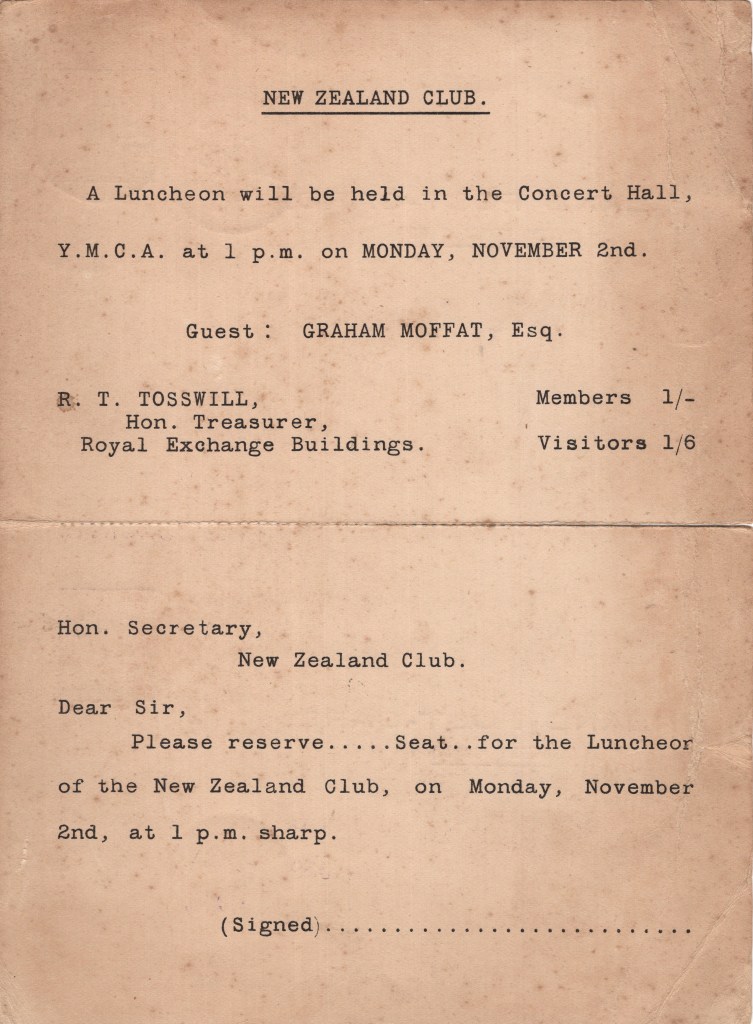 NEW ZEALAND CLUB.
A Luncheon will be held in the Concert Hall,
Y.M.C.A. at 1 p.m. on MONDAY, NOVEMBER 2nd.
Guest: GRAHAM MOFFAT, Esq.
R. T. TOSSWILL,
Hon. Treasurer,
Royal Exchange Buildings.
Members 1/-
Visitors 1/6
Hon. Secretary,
New Zealand Club.
Dear Sir,
Please reserve.....Seat..for the Luncheor
of the New Zealand Club, on Monday, November
2nd, at 1 p.m. sharp.
(Signed)...........................